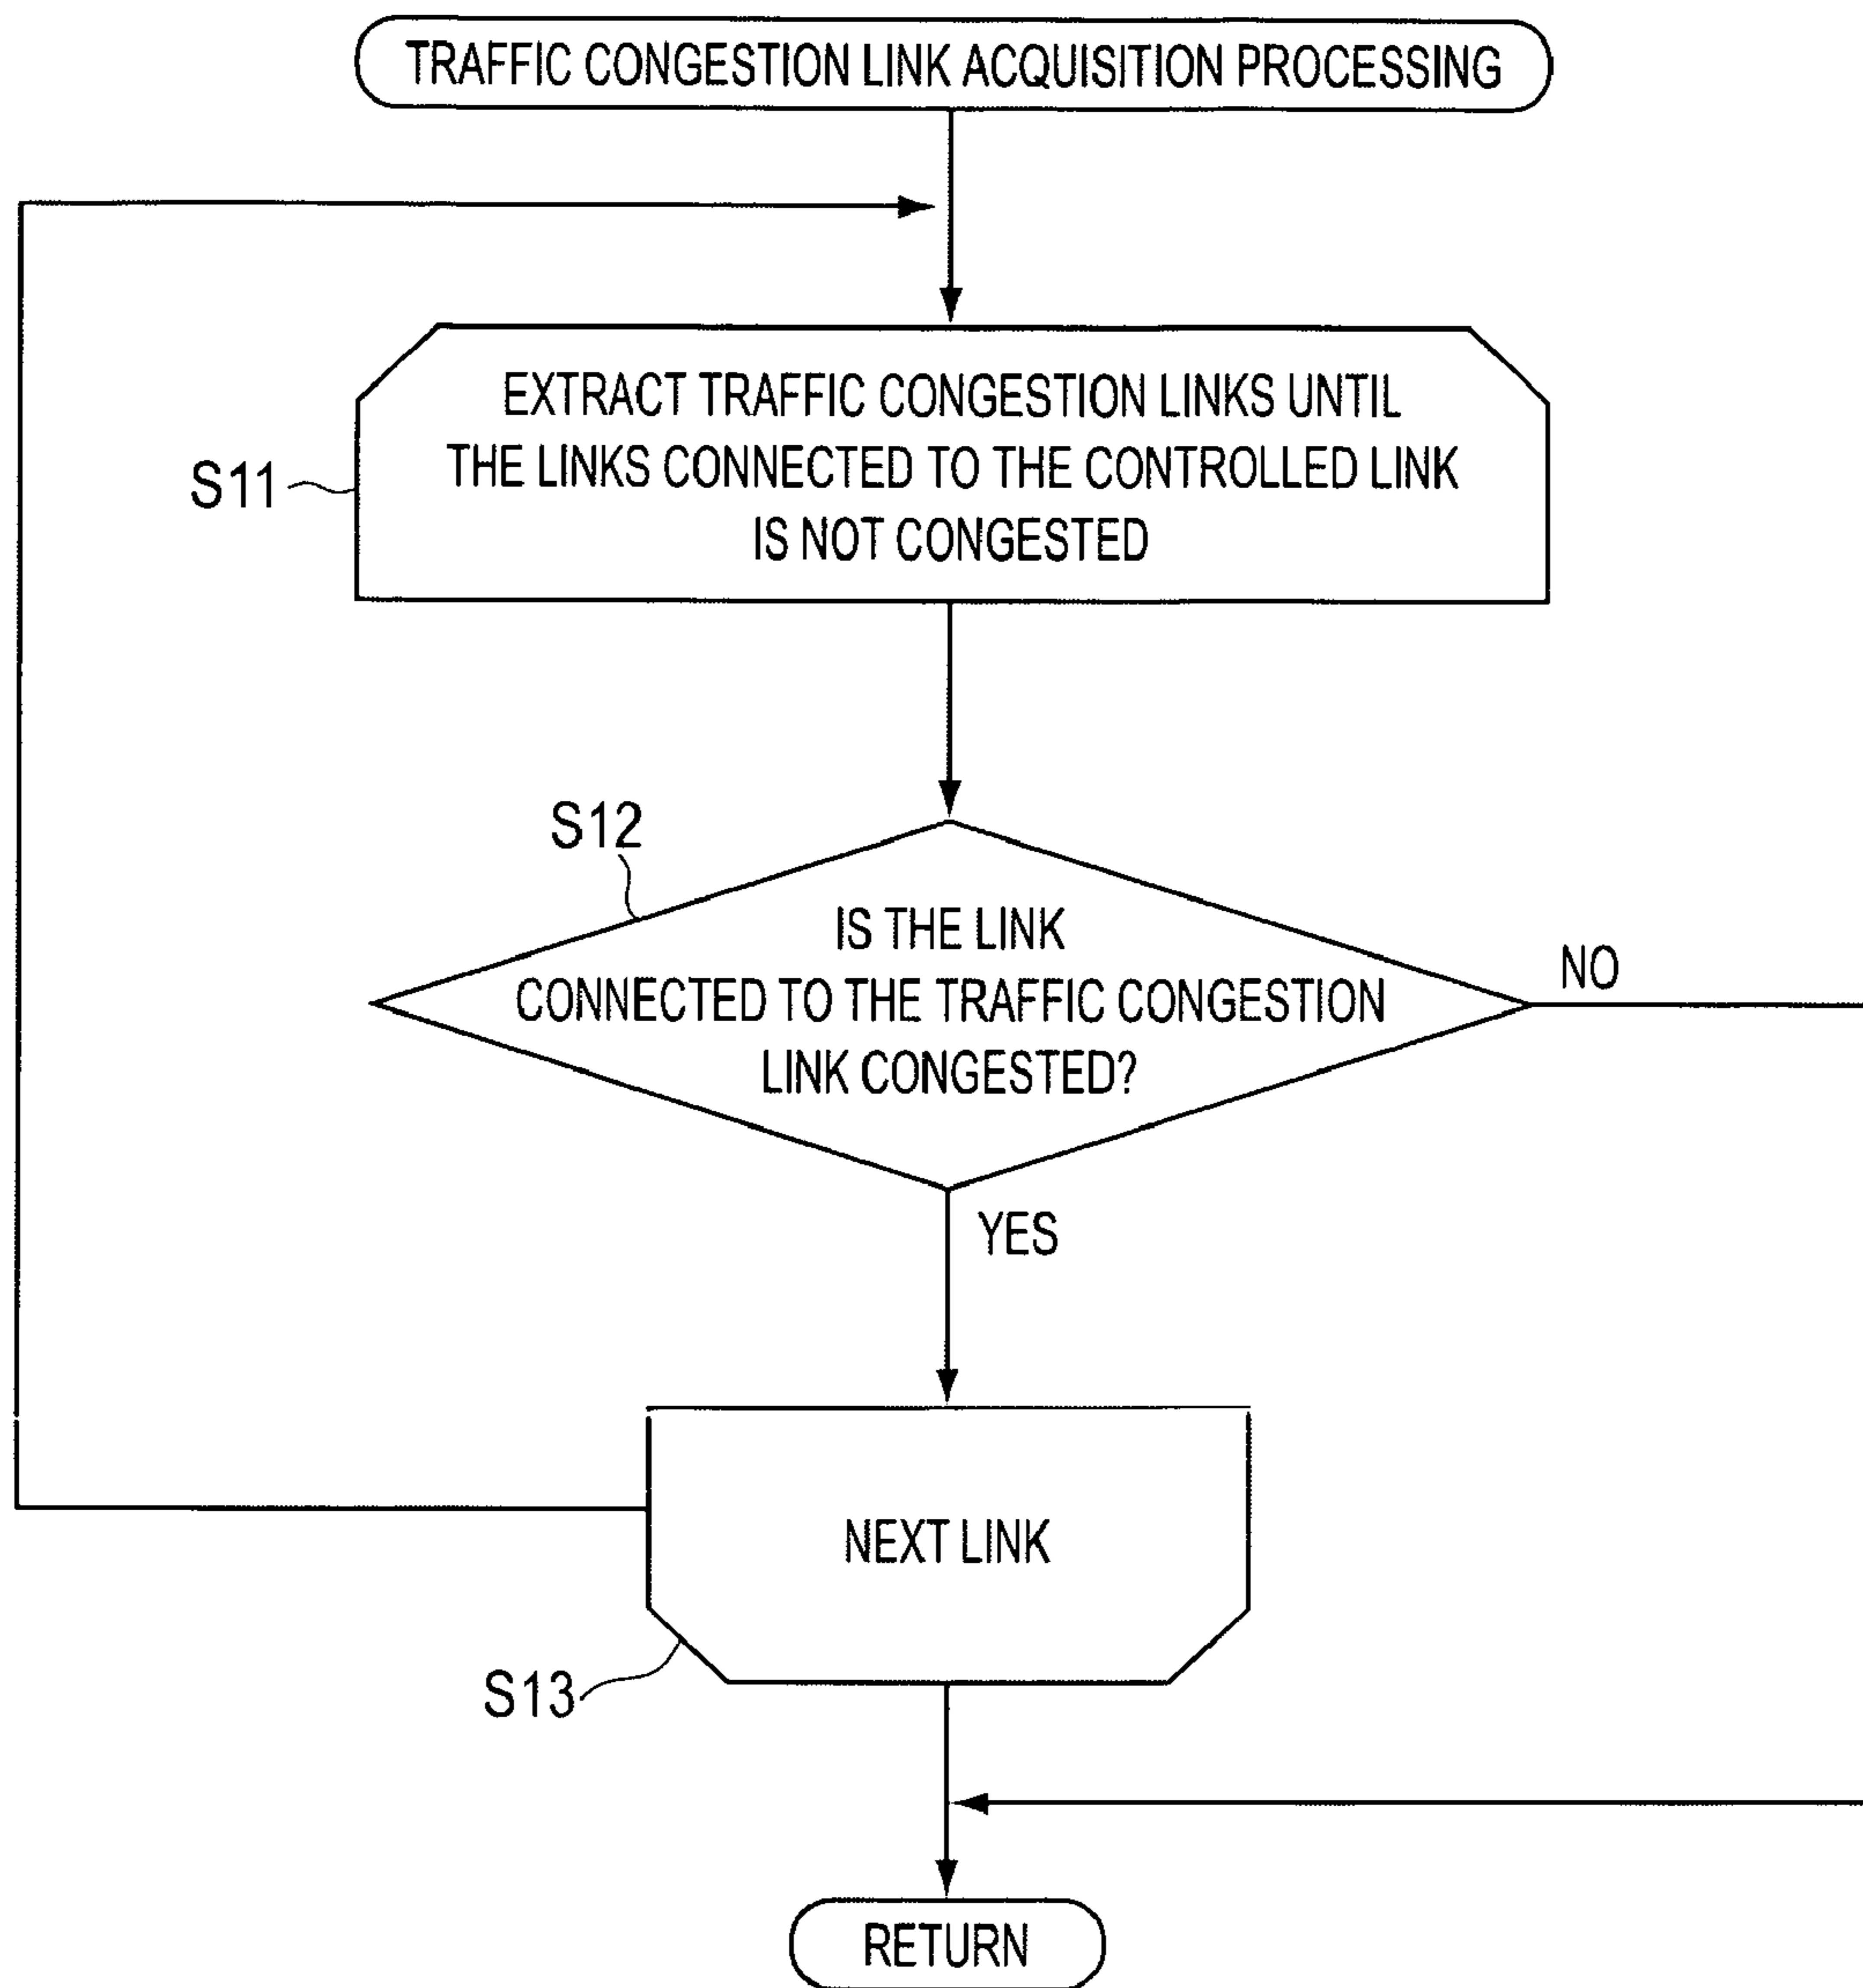 TRAFFIC CONGESTION LINK ACQUISITION PROCESSING
EXTRACT TRAFFIC CONGESTION LINKS UNTIL
THE LINKS CONNECTED TO THE CONTROLLED LINK
IS NOT CONGESTED
S11
S12
IS THE LINK
CONNECTED TO THE TRAFFIC CONGESTION
LINK CONGESTED?
NO
YES
NEXT LINK
S13
RETURN